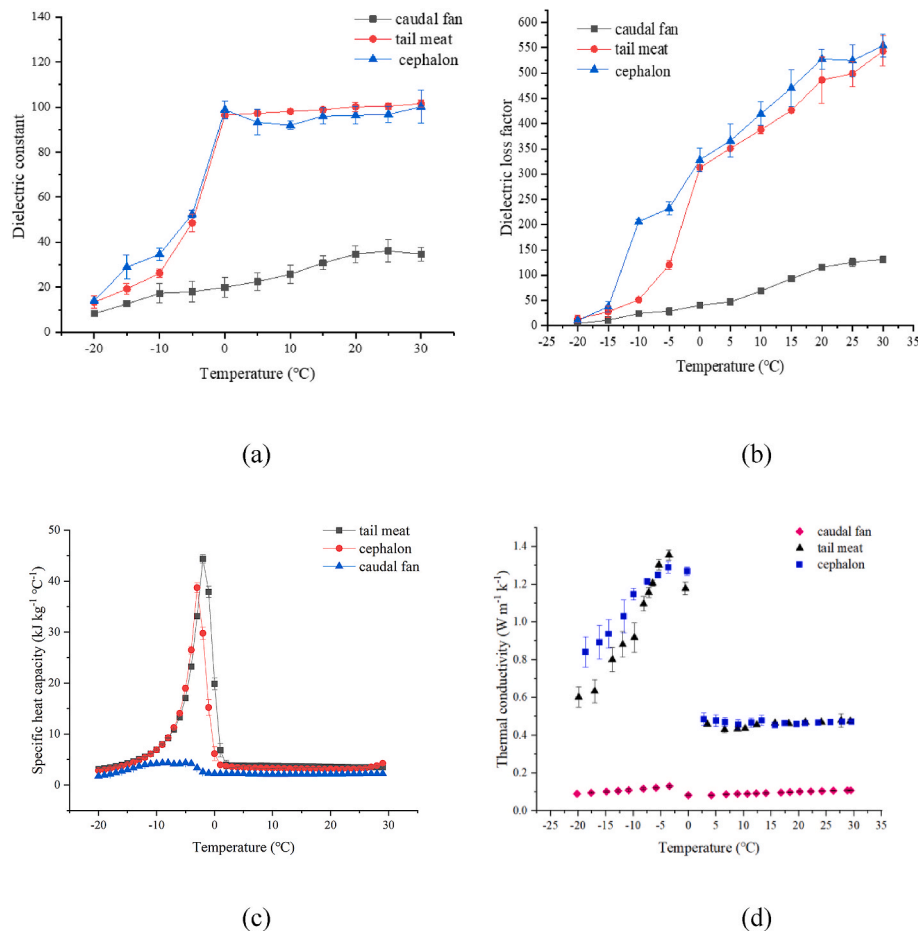 140
120
100
80
60
40
20
0
Dielectric constant
caudal fan
tail meat
cephalon
-20 -10 0 10 20 30
Temperature (℃)
(a)
600
550
500
450
400
350
300
250
200
150
100
50
0
Dielectric loss factor
caudal fan
tail meat
cephalon
-25 -20 -15 -10 -5 0 5 10 15 20 25 30 35
Temperature (℃)
(b)
50
40
30
20
10
0
Specific heat capacity (kJ kg⁻¹ ℃⁻¹)
tail meat
cephalon
caudal fan
-20 -10 0 10 20 30
Temperature (℃)
(c)
1.4
1.2
1.0
0.8
0.6
0.4
0.2
0.0
Thermal conductivity (W m⁻¹ k⁻¹)
caudal fan
tail meat
cephalon
-25 -20 -15 -10 -5 0 5 10 15 20 25 30 35
Temperature (℃)
(d)